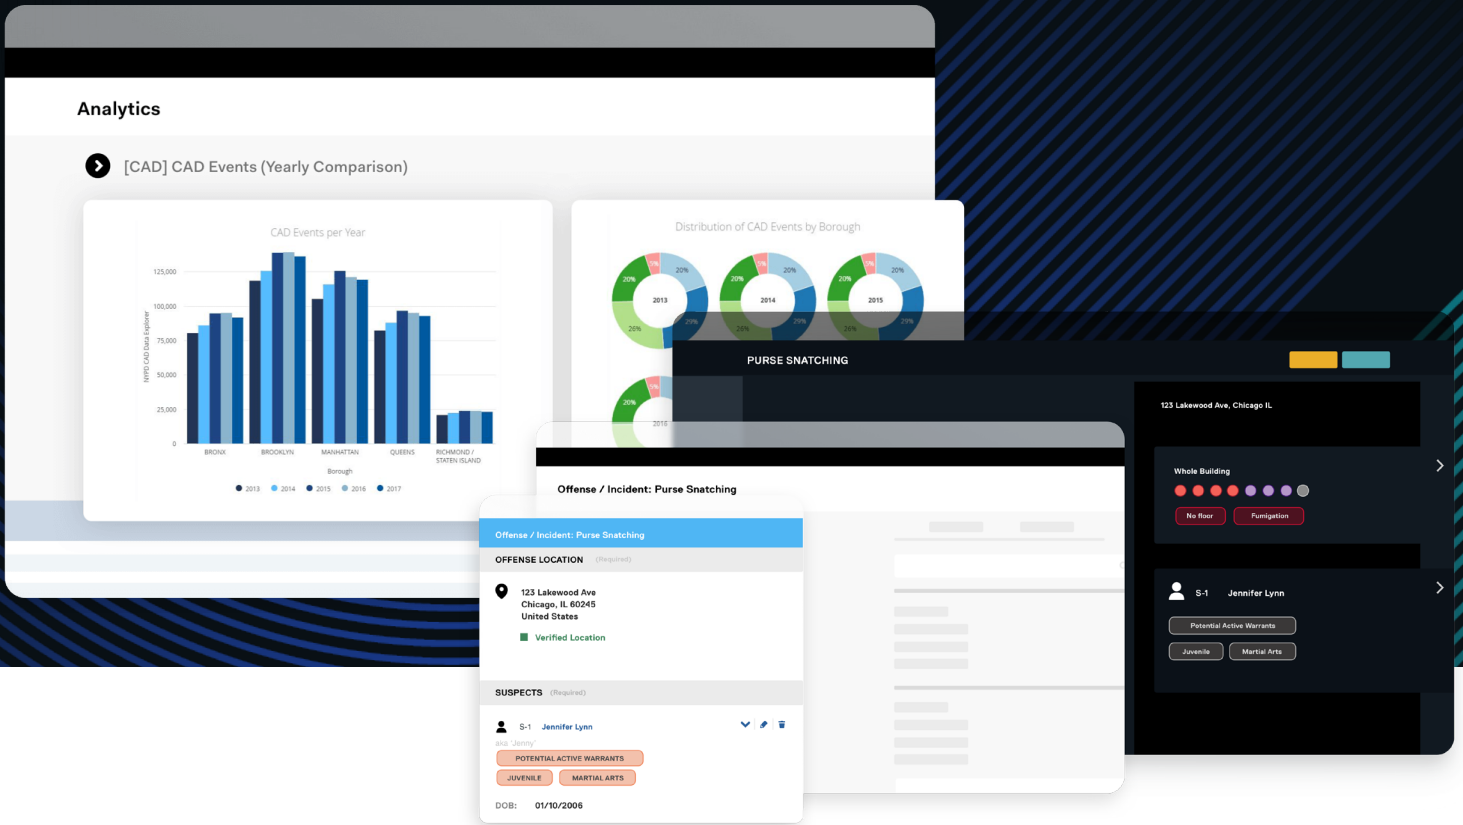 Analytics
[CAD] CAD Events (Yearly Comparison)
CAD Events per Year
125,000
100,000
75,000
50,000
25,000
0
NYPD CAD Data Explorer
BRONX
BROOKLYN
MANHATTAN
QUEENS
RICHMOND /
STATEN ISLAND
Borough
2013
2014
2015
2016
2017
Distribution of CAD Events by Borough
5%
20%
20%
2013
29%
26%
5%
20%
20%
2014
29%
26%
5%
20%
20%
2015
29%
26%
5%
20%
2016
PURSE SNATCHING
123 Lakewood Ave, Chicago IL
Whole Building
No floor
Fumigation
S-1 Jennifer Lynn
Potential Active Warrants
Juvenile
Martial Arts
Offense / Incident: Purse Snatching
Offense / Incident: Purse Snatching
OFFENSE LOCATION (Required)
123 Lakewood Ave
Chicago, IL 60245
United States
Verified Location
SUSPECTS (Required)
S-1 Jennifer Lynn
aka 'Jenny'
POTENTIAL ACTIVE WARRANTS
JUVENILE
MARTIAL ARTS
DOB: 01/10/2006